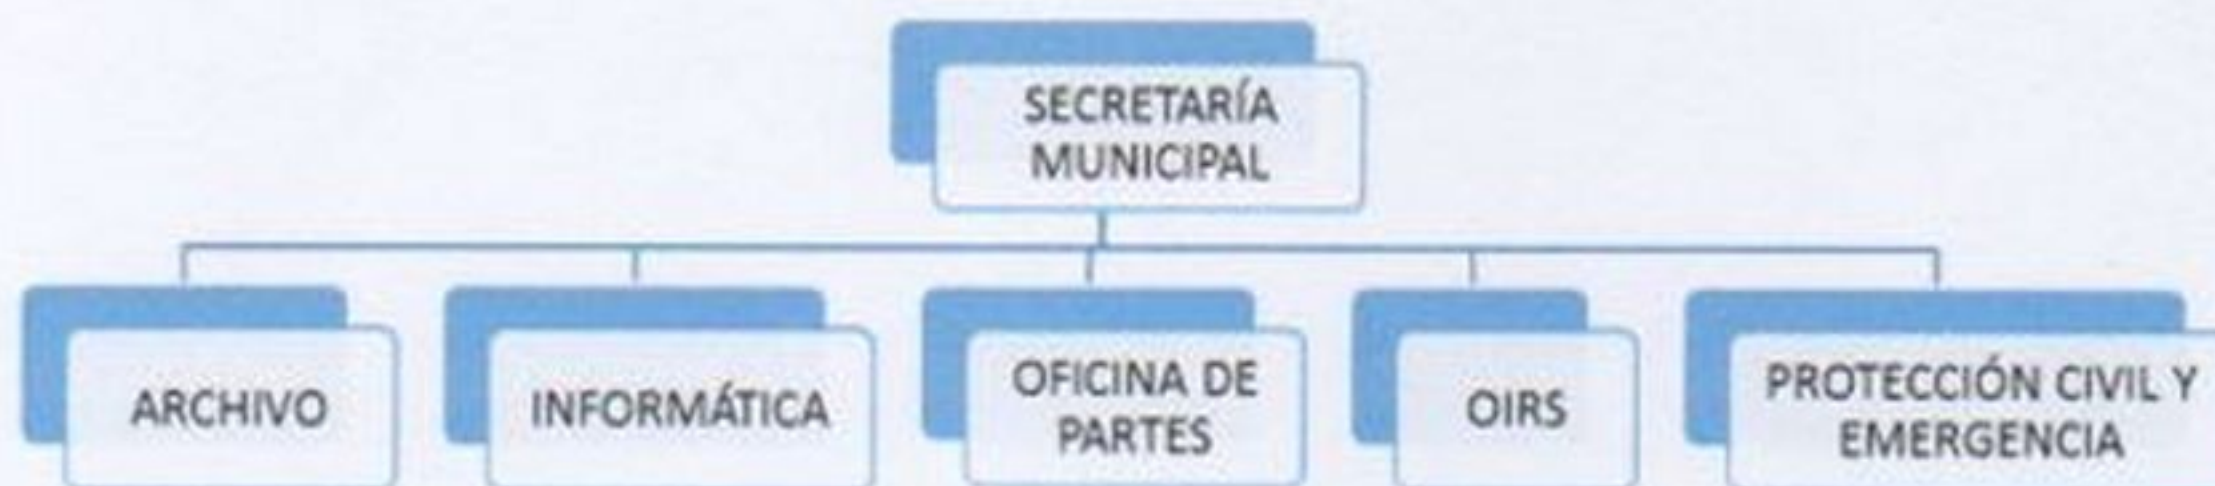 SECRETARÍA
MUNICIPAL
ARCHIVO
INFORMÁTICA
OFICINA DE
PARTES
OIRS
PROTECCIÓN CIVIL Y
EMERGENCIA